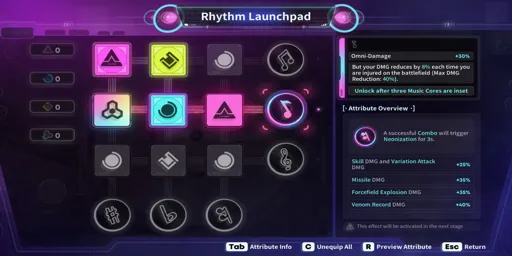 Rhythm Launchpad
0
0
0
0
Omni-Damage +30%
But your DMG reduces by 8% each time you
are injured on the battlefield (Max DMG
Reduction: 40%).
Unlock after three Music Cores are inset
Attribute Overview
A successful Combo will trigger
Neonization for 3s.
Skill DMG and Variation Attack
DMG +25%
Missile DMG +35%
Forcefield Explosion DMG +35%
Venom Record DMG +40%
This effect will be activated in the next stage
Tab Attribute Info C Unequip All R Preview Attribute Esc Return